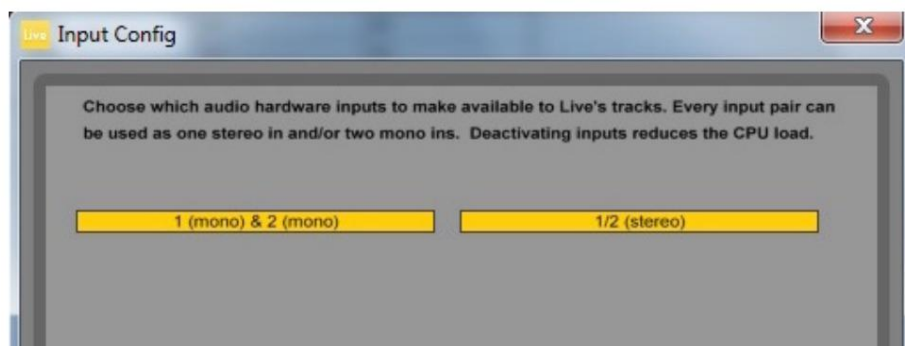 Live Input Config
X
Choose which audio hardware inputs to make available to Live's tracks. Every input pair can
be used as one stereo in and/or two mono ins. Deactivating inputs reduces the CPU load.
1 (mono) & 2 (mono) 1/2 (stereo)